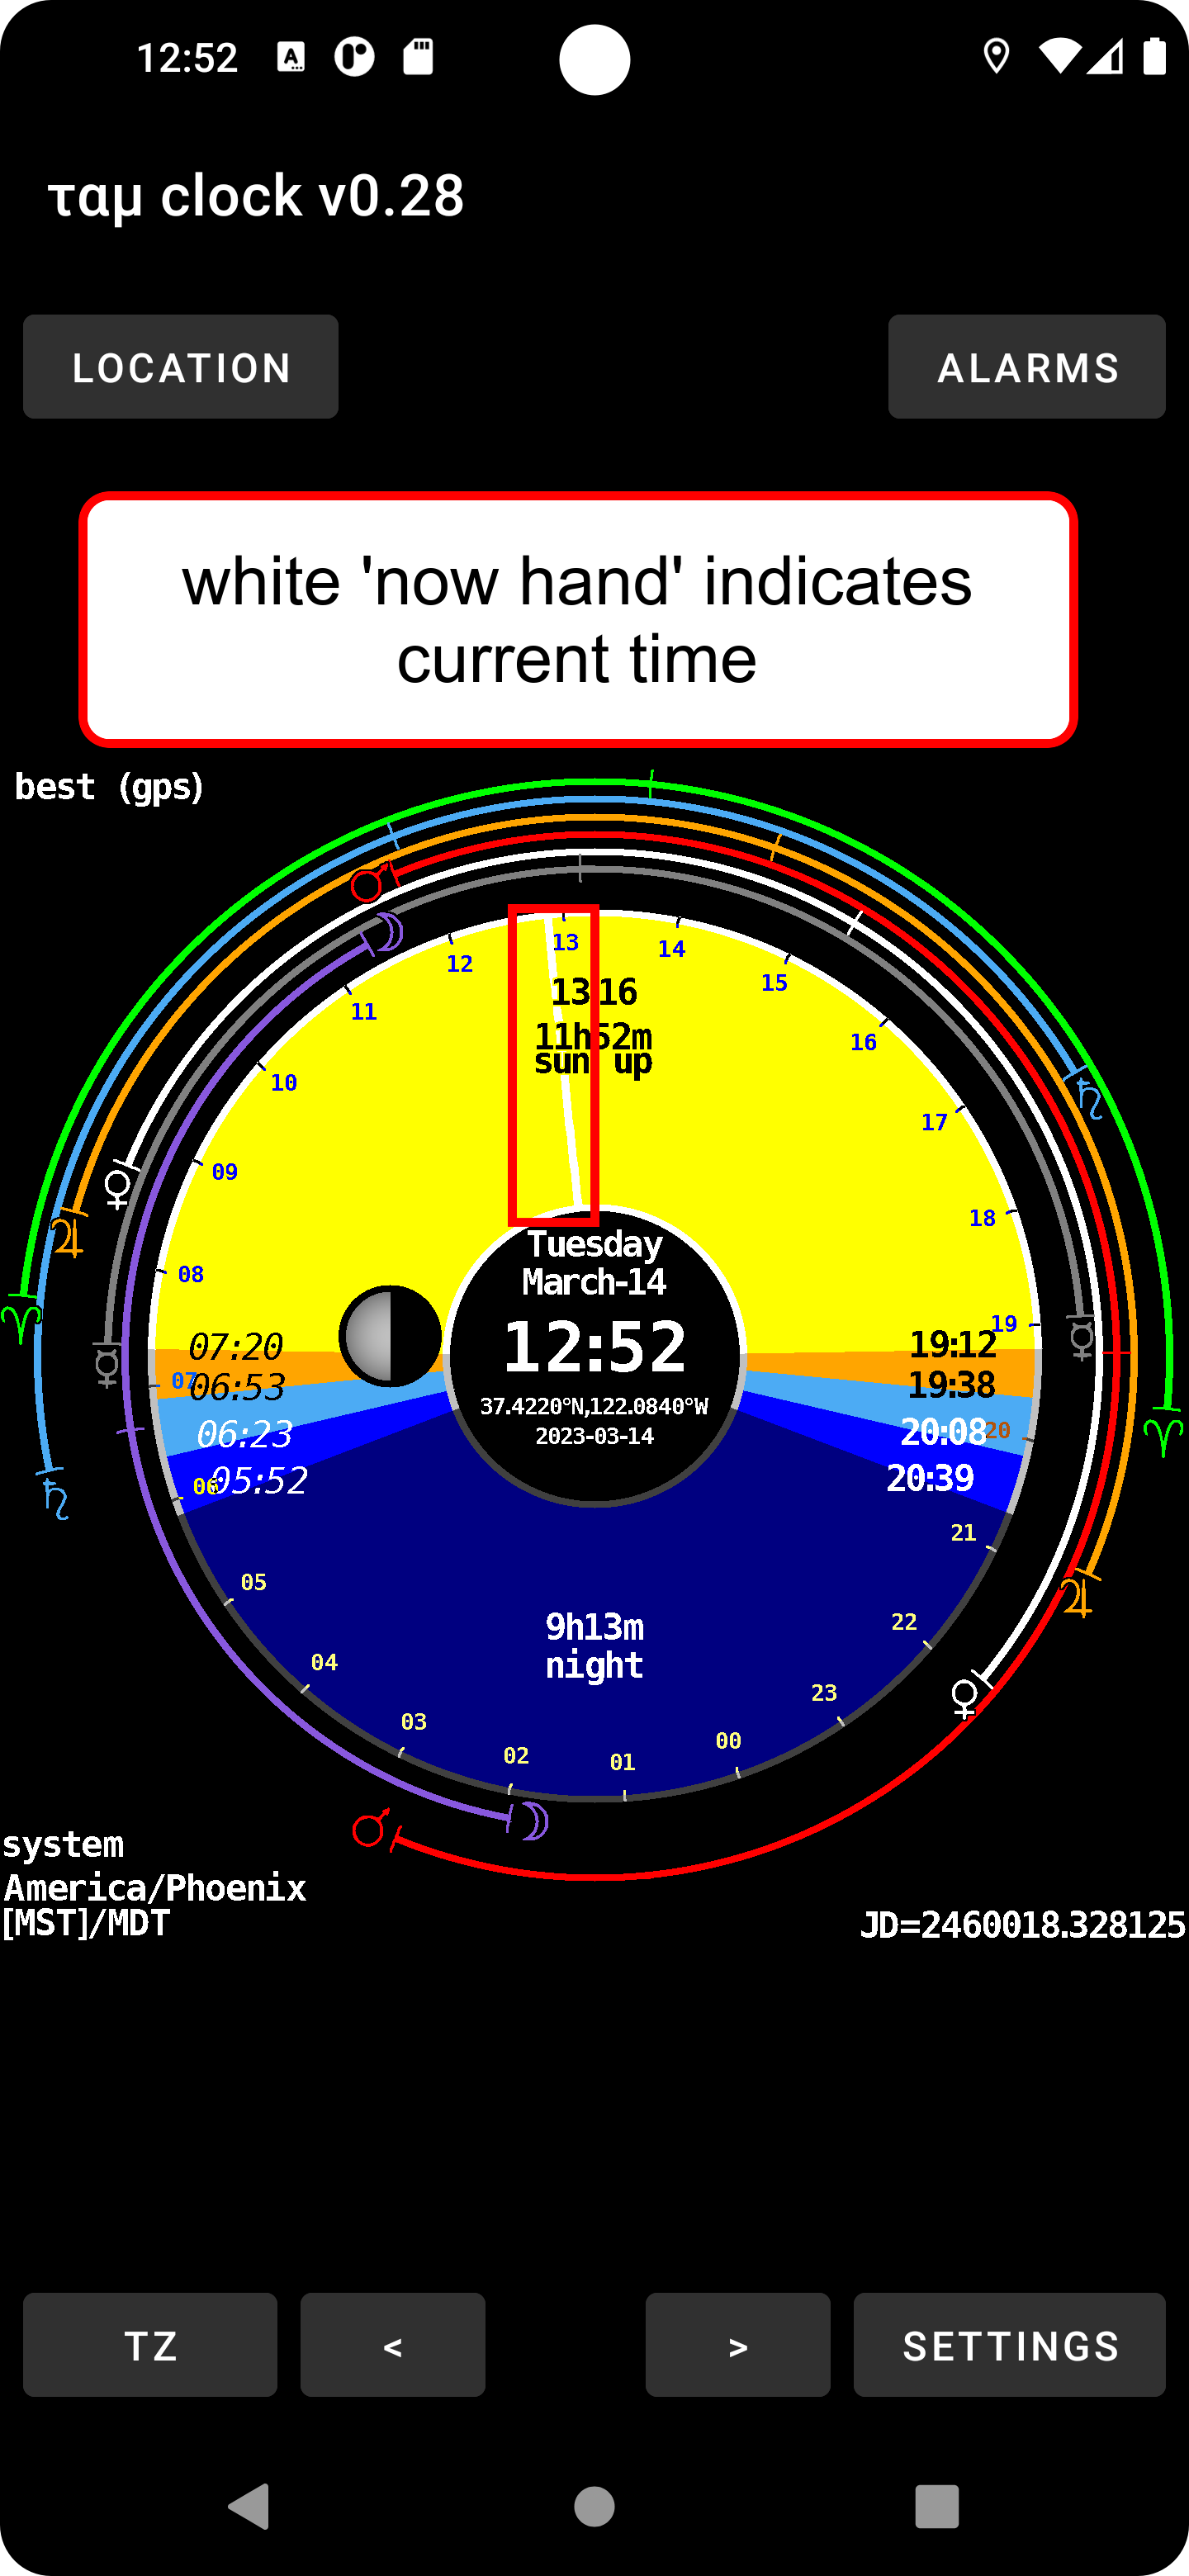 12:52
ταμ clock v0.28
LOCATION
ALARMS
white 'now hand' indicates
current time
best (gps)
13
14
12
15
11
13:16
16
11h52m
sun up
10
17
09
18
08
19
07:20
19:12
07
06:53
19:38
06:23
20:08
20
06
05:52
20:39
Tuesday
March-14
12:52
37.4220°N,122.0840°W
2023-03-14
21
05
22
9h13m
night
04
23
03
00
02
01
system
America/Phoenix
[MST]/MDT
JD=2460018.328125
TZ
<
>
SETTINGS